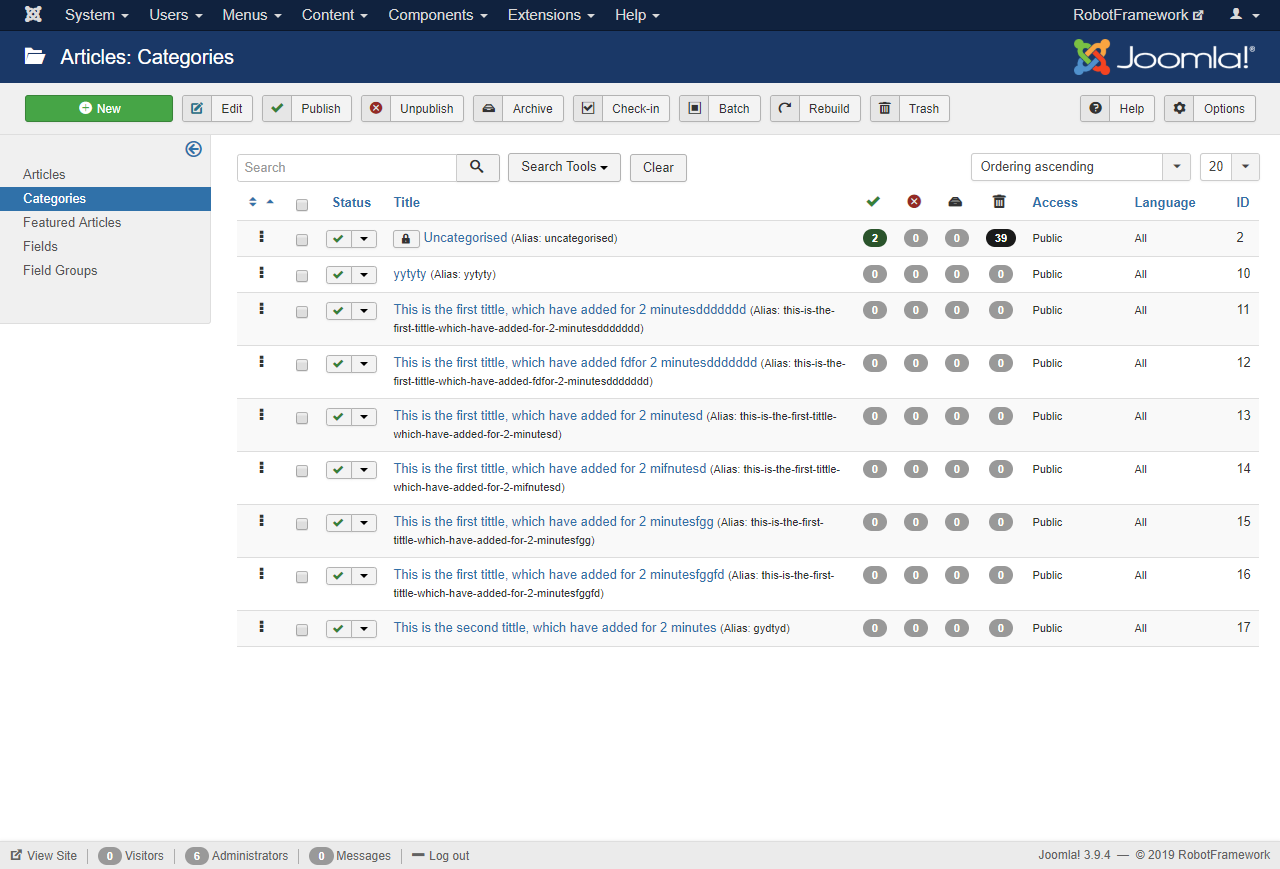 System Users Menus Content Components Extensions Help RobotFramework
Articles: Categories Joomla!®
New Edit Publish Unpublish Archive Check-in Batch Rebuild Trash Help Options
Articles
Categories
Featured Articles
Fields
Field Groups
Search Search Tools Clear Ordering ascending 20
Status Title Access Language ID
Uncategorised (Alias: uncategorised) 2 0 0 39 Public All 2
yytyty (Alias: yytyty) 0 0 0 0 Public All 10
This is the first tittle, which have added for 2 minutesddddddd (Alias: this-is-the- 0 0 0 0 Public All 11
first-tittle-which-have-added-for-2-minutesddddddd)
This is the first tittle, which have added fdfor 2 minutesddddddd (Alias: this-is-the- 0 0 0 0 Public All 12
first-tittle-which-have-added-fdfor-2-minutesddddddd)
This is the first tittle, which have added for 2 minutesd (Alias: this-is-the-first-tittle- 0 0 0 0 Public All 13
which-have-added-for-2-minutesd)
This is the first tittle, which have added for 2 mifnutesd (Alias: this-is-the-first-tittle- 0 0 0 0 Public All 14
which-have-added-for-2-mifnutesd)
This is the first tittle, which have added for 2 minutesfgg (Alias: this-is-the-first- 0 0 0 0 Public All 15
tittle-which-have-added-for-2-minutesfgg)
This is the first tittle, which have added for 2 minutesfggfd (Alias: this-is-the-first- 0 0 0 0 Public All 16
tittle-which-have-added-for-2-minutesfggfd)
This is the second tittle, which have added for 2 minutes (Alias: gydtyd) 0 0 0 0 Public All 17
View Site 0 Visitors 6 Administrators 0 Messages Log out Joomla! 3.9.4 — © 2019 RobotFramework